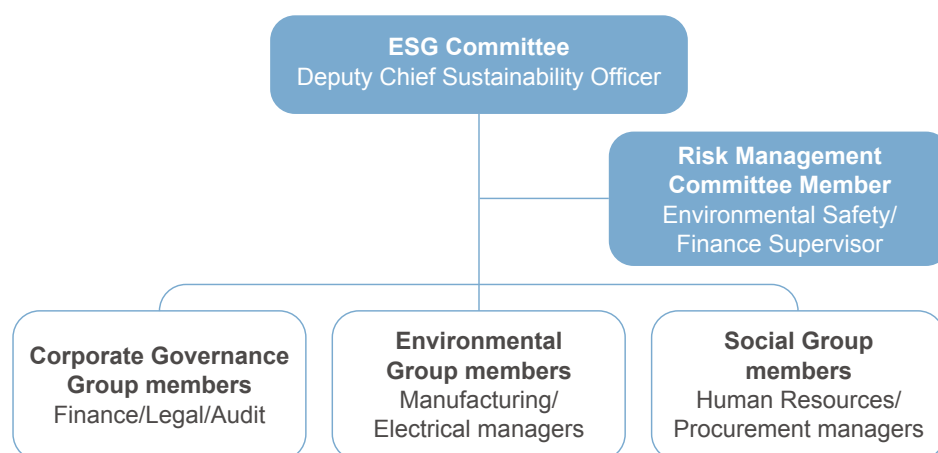 ESG Committee
Deputy Chief Sustainability Officer
Risk Management
Committee Member
Environmental Safety/
Finance Supervisor
Corporate Governance
Group members
Finance/Legal/Audit
Environmental
Group members
Manufacturing/
Electrical managers
Social Group
members
Human Resources/
Procurement managers